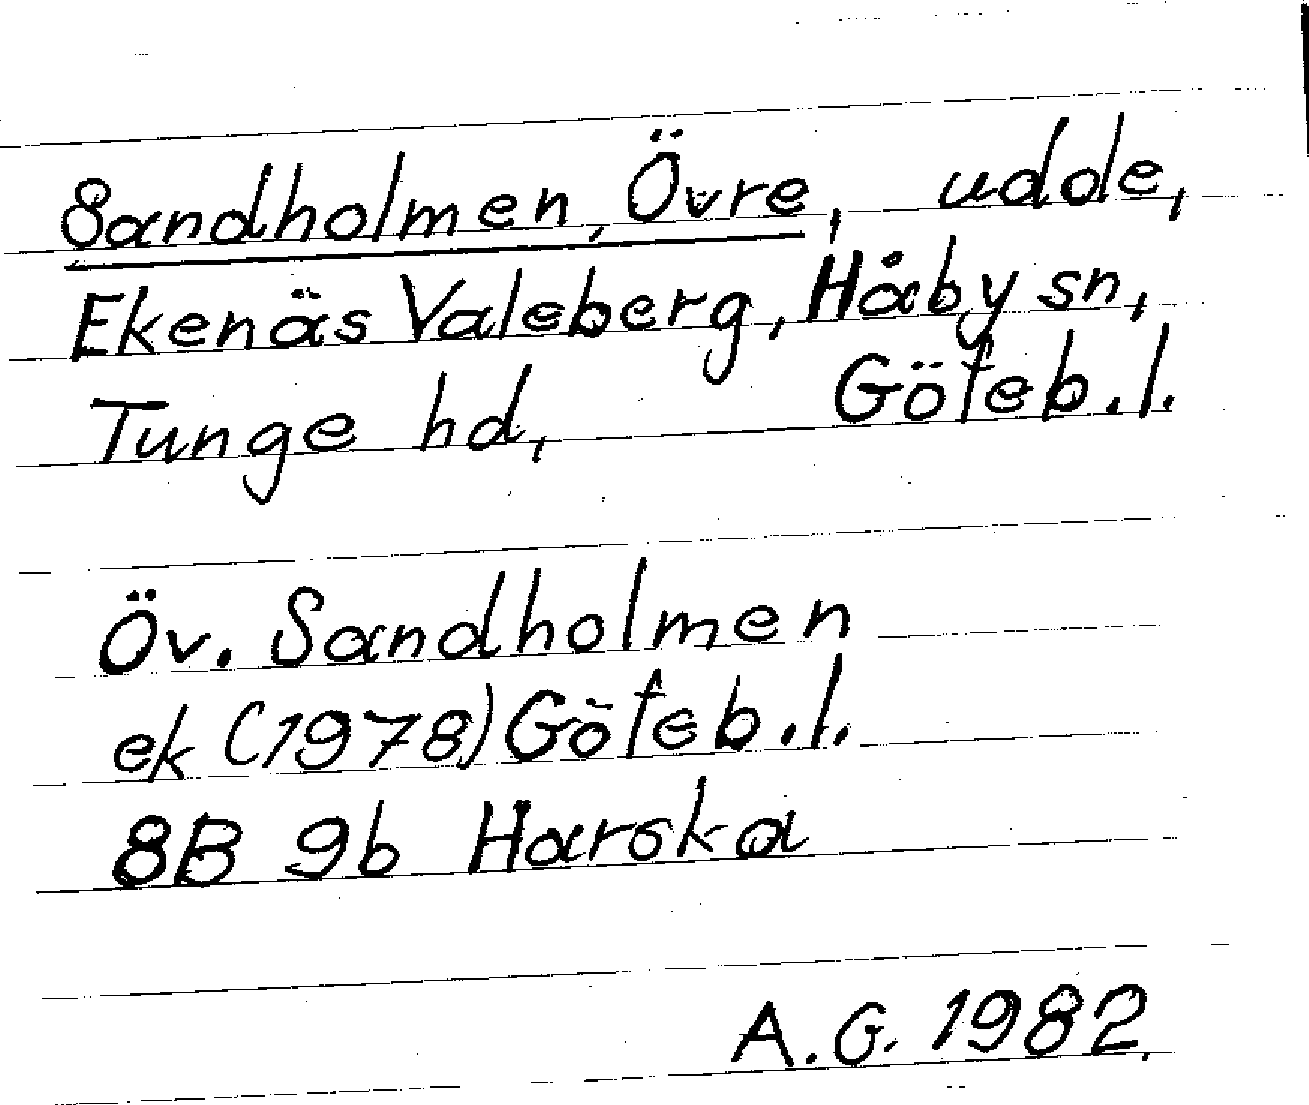 Sandholmen, Övre, udde,
Ekenäs Valeberg, Håby sn,
Tunge hd, Göteb.l.
Öv. Sandholmen
ek (1978) Göteb.l.
8B 9b Harska
A.G. 1982.